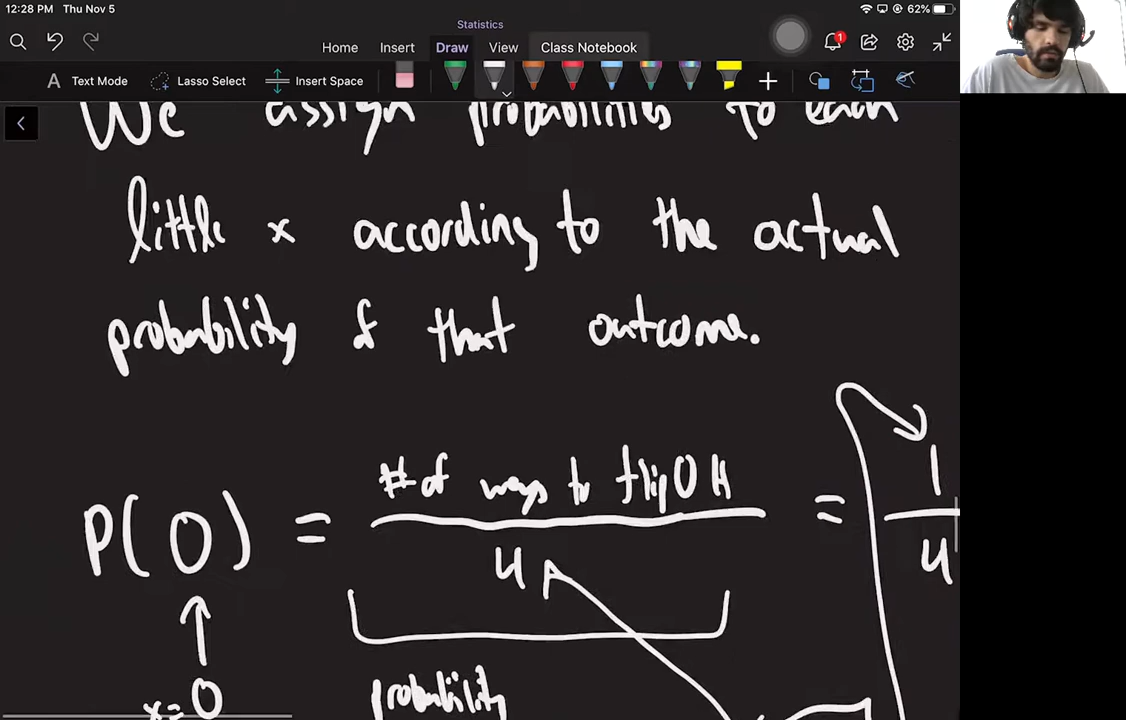 12:28 PM Thu Nov 5
62%
Statistics
Home Insert Draw View Class Notebook
1
Text Mode Lasso Select Insert Space
We assign probabilities to each
little x according to the actual
probability of that outcome.
P(0) = # of ways to flip 0 H / 4 = 1 / 4
x = 0
probability